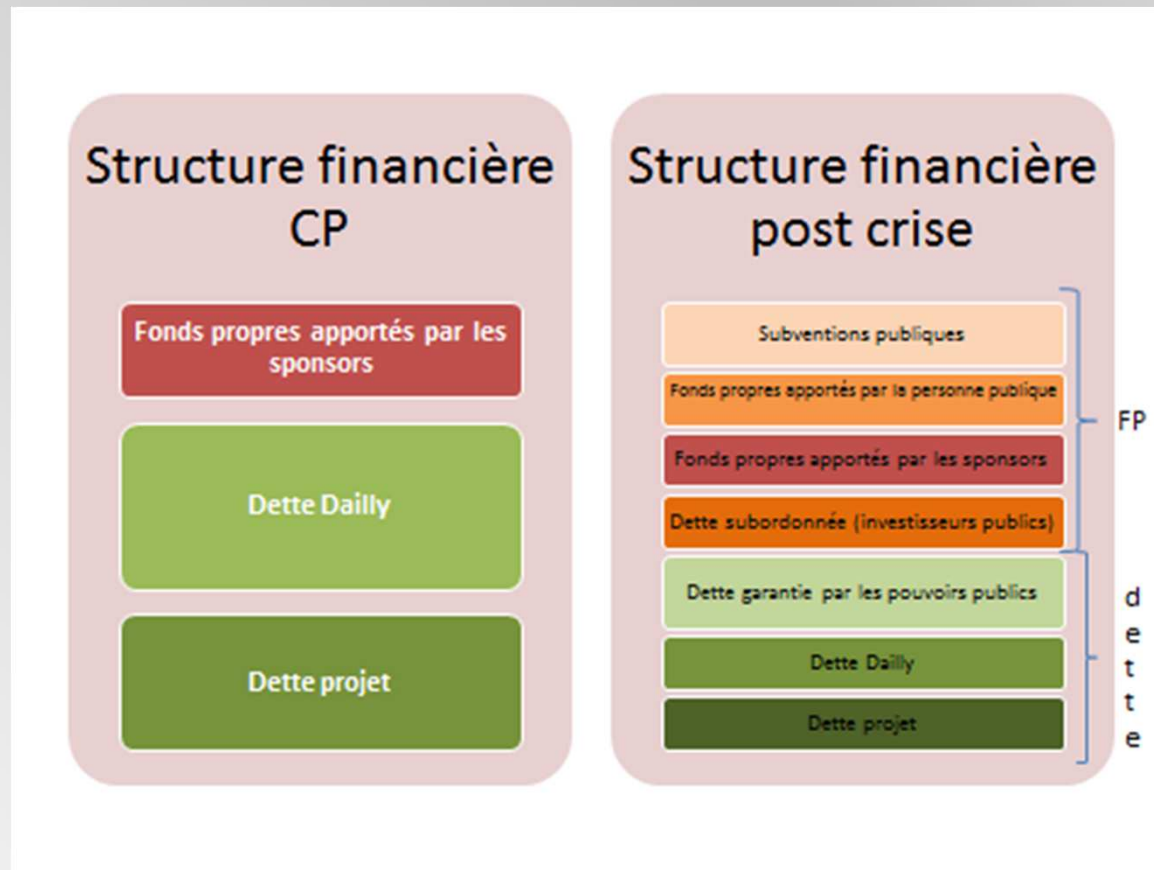 Structure financière
CP
Fonds propres apportés par les
sponsors
Dette Dailly
Dette projet
Structure financière
post crise
Subventions publiques
Fonds propres apportés par la personne publique
Fonds propres apportés par les sponsors
Dette subordonnée (investisseurs publics)
Dette garantie par les pouvoirs publics
Dette Dailly
Dette projet
FP
d
e
t
t
e